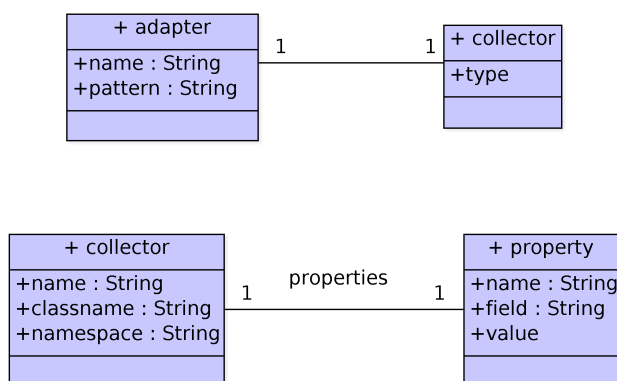 + adapter
+name : String
+pattern : String
1
1
+ collector
+type
+ collector
+name : String
+classname : String
+namespace : String
1
properties
1
+ property
+name : String
+field : String
+value